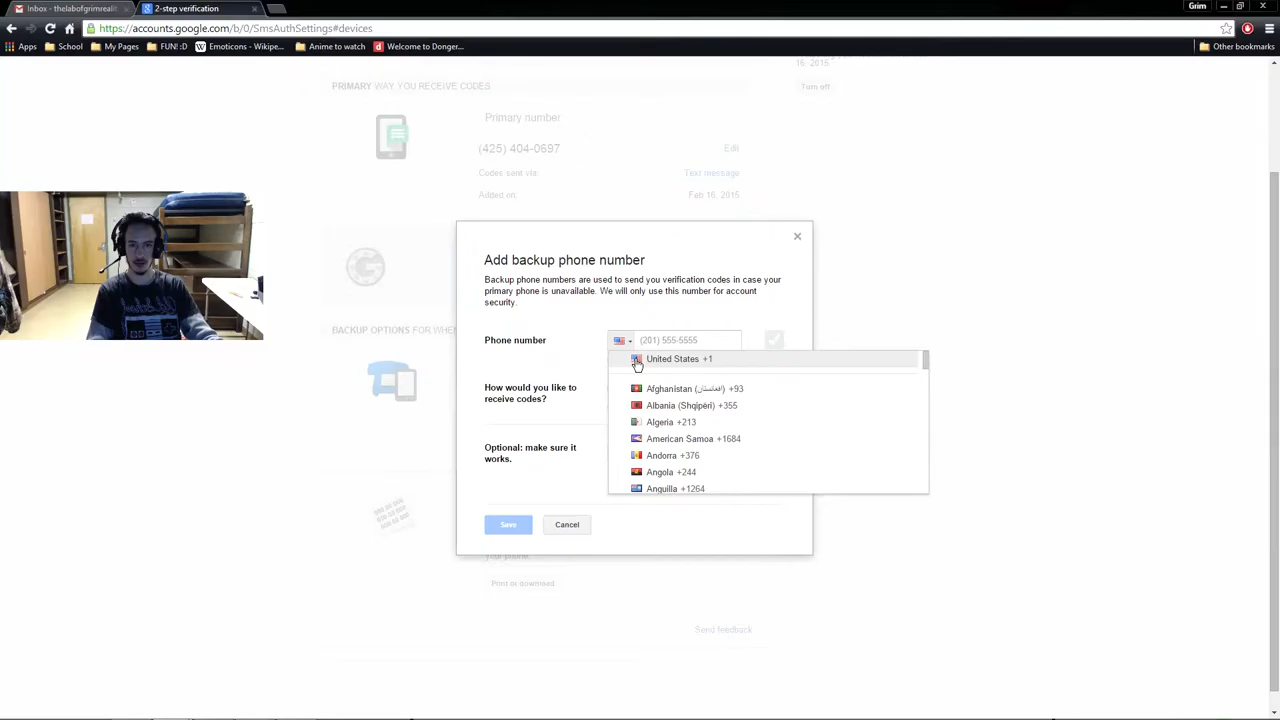 Inbox - thelabofgrimrealit
2-step verification
Grim
https://accounts.google.com/b/0/SmsAuthSettings#devices
Apps School My Pages FUN! :D Emoticons - Wikipe... Anime to watch Welcome to Donger... Other bookmarks
16, 2015
PRIMARY WAY YOU RECEIVE CODES
Turn off
Primary number
(425) 404-0697
Edit
Codes sent via:
Text message
Added on:
Feb 16, 2015
Add backup phone number
Backup phone numbers are used to send you verification codes in case your
primary phone is unavailable. We will only use this number for account
security.
BACKUP OPTIONS FOR WHEN
Phone number
(201) 555-5555
United States +1
How would you like to
receive codes?
Afghanistan (‫افغانستان‬‎) +93
Albania (Shqipëri) +355
Algeria +213
American Samoa +1684
Optional: make sure it
works.
Andorra +376
Angola +244
Anguilla +1264
Save
Cancel
your phone.
Print or download
Send feedback